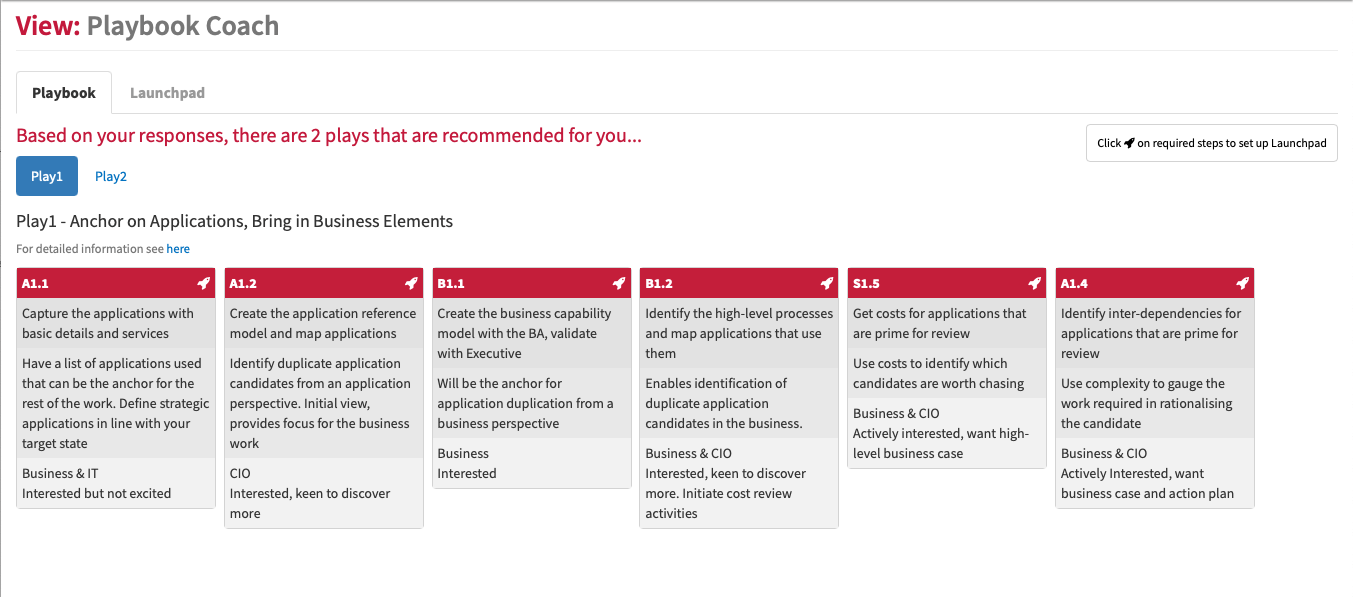 View: Playbook Coach
Playbook
Launchpad
Based on your responses, there are 2 plays that are recommended for you...
Click on required steps to set up Launchpad
Play1
Play2
Play1 - Anchor on Applications, Bring in Business Elements
For detailed information see here
A1.1
Capture the applications with
basic details and services
Have a list of applications used
that can be the anchor for the
rest of the work. Define strategic
applications in line with your
target state
Business & IT
Interested but not excited
A1.2
Create the application reference
model and map applications
Identify duplicate application
candidates from an application
perspective. Initial view,
provides focus for the business
work
CIO
Interested, keen to discover
more
B1.1
Create the business capability
model with the BA, validate
with Executive
Will be the anchor for
application duplication from a
business perspective
Business
Interested
B1.2
Identify the high-level processes
and map applications that use
them
Enables identification of
duplicate application
candidates in the business.
Business & CIO
Interested, keen to discover
more. Initiate cost review
activities
S1.5
Get costs for applications that
are prime for review
Use costs to identify which
candidates are worth chasing
Business & CIO
Actively interested, want high-
level business case
A1.4
Identify inter-dependencies for
applications that are prime for
review
Use complexity to gauge the
work required in rationalising
the candidate
Business & CIO
Actively Interested, want
business case and action plan